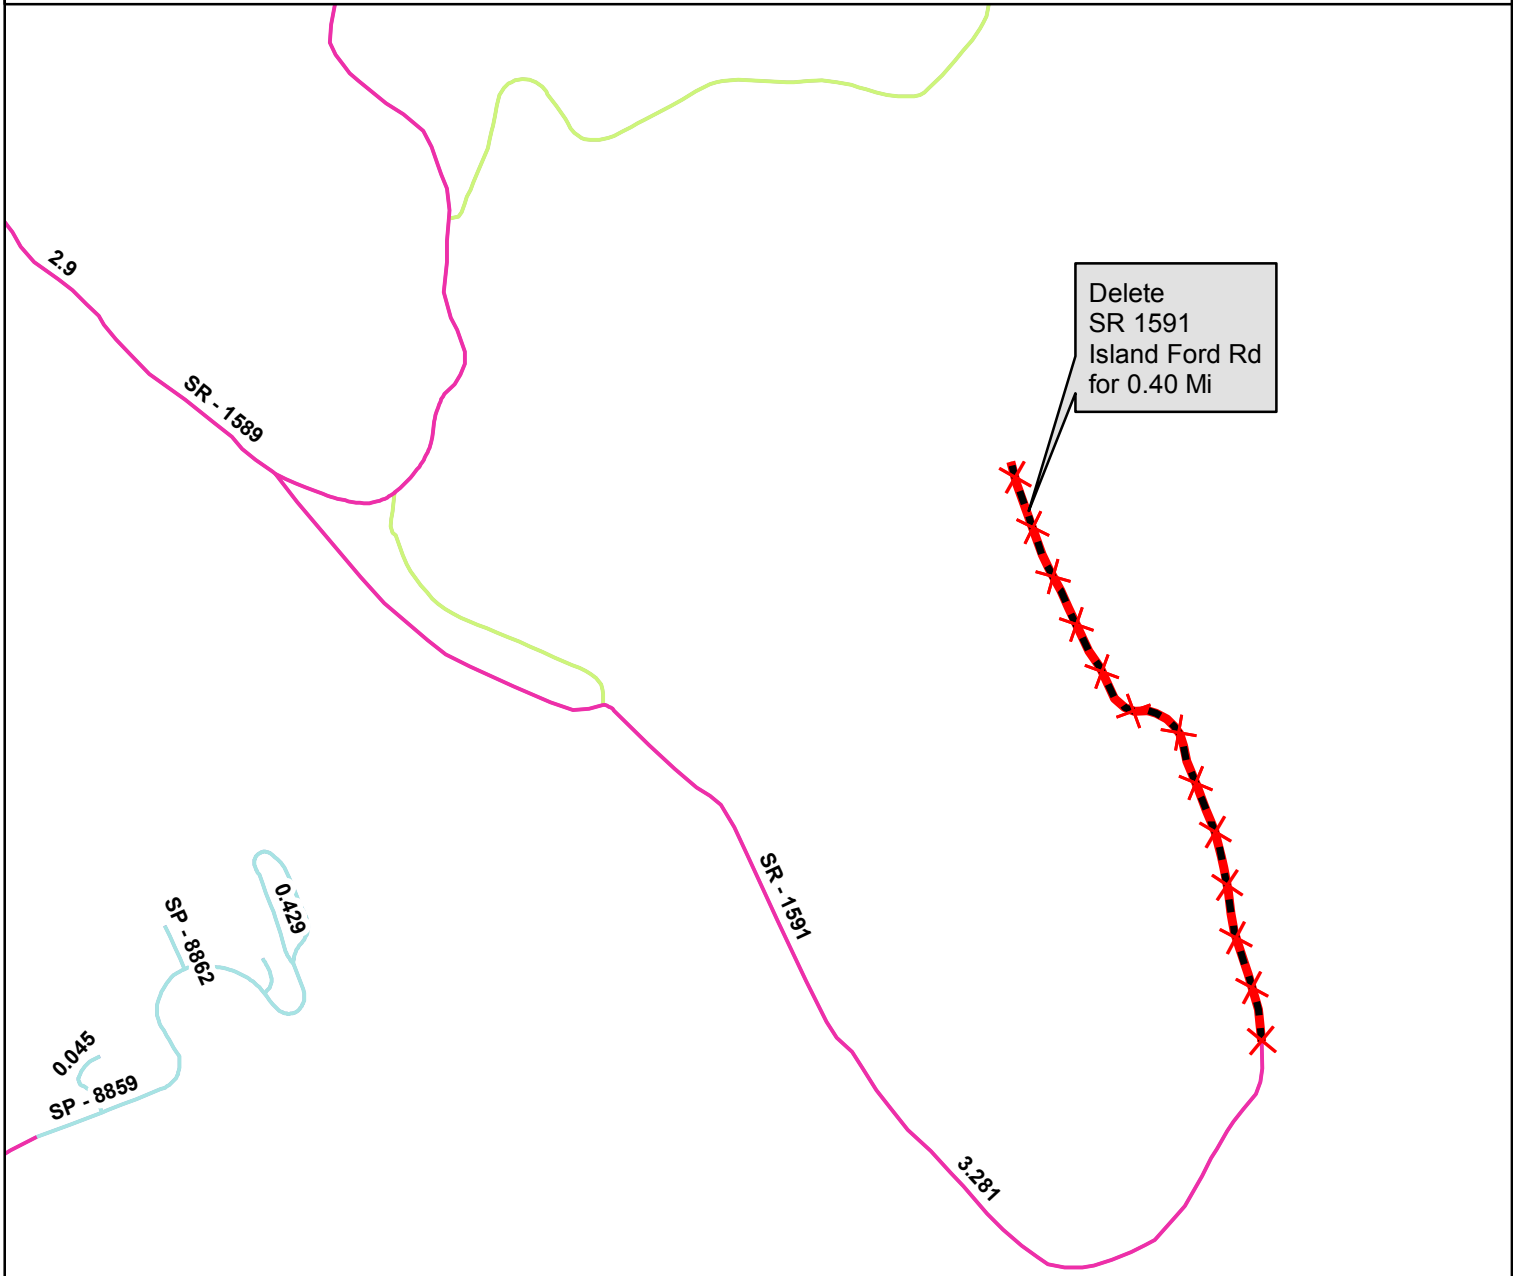 2.9
Delete
SR 1591
Island Ford Rd
for 0.40 Mi
SR - 1589
SR - 1591
0.429
SP - 8862
0.045
SP - 8859
3.281